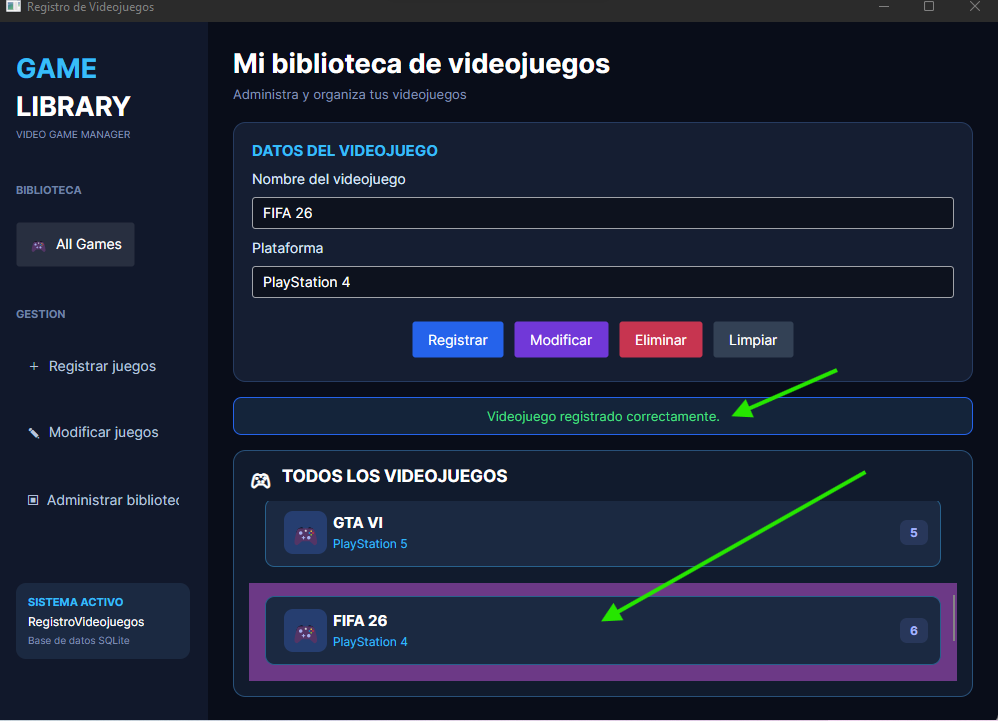 Registro de Videojuegos
GAME
LIBRARY
VIDEO GAME MANAGER
BIBLIOTECA
All Games
GESTION
+ Registrar juegos
Modificar juegos
Administrar bibliotec
SISTEMA ACTIVO
RegistroVideojuegos
Base de datos SQLite
Mi biblioteca de videojuegos
Administra y organiza tus videojuegos
DATOS DEL VIDEOJUEGO
Nombre del videojuego
FIFA 26
Plataforma
PlayStation 4
Registrar Modificar Eliminar Limpiar
Videojuego registrado correctamente.
TODOS LOS VIDEOJUEGOS
GTA VI
PlayStation 5
5
FIFA 26
PlayStation 4
6